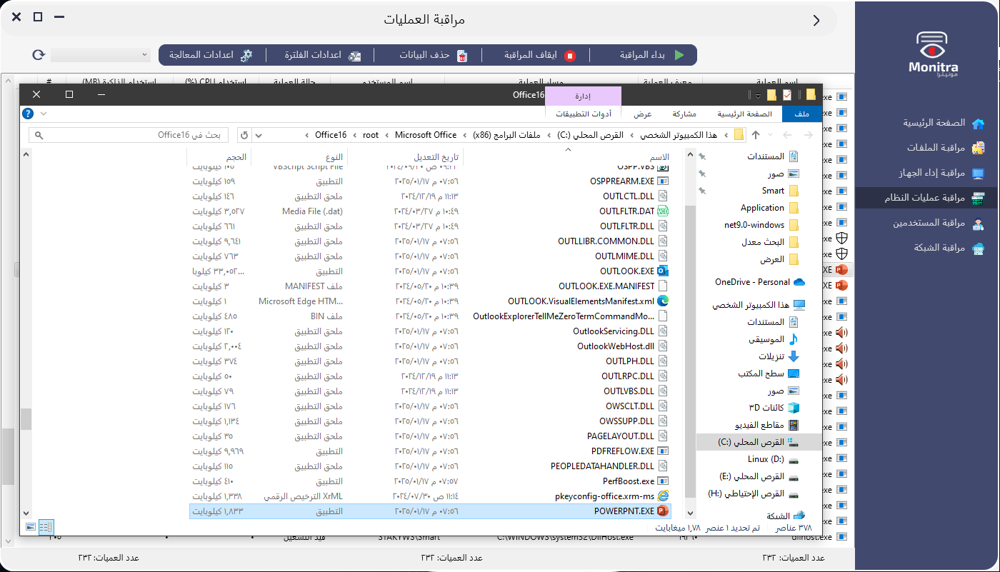 مراقبة العمليات
Monitra
مونيترا
الصفحة الرئيسية
مراقبة الملفات
مراقبة إداء الجهاز
مراقبة عمليات النظام
مراقبة المستخدمين
مراقبة الشبكة
بداء المراقبة
ايقاف المراقبة
حذف البيانات
اعدادات الفلترة
اعدادات المعالجة
اسم العملية معرف العملية مسار العملية اسم المستخدم حالة العملية استخدام CPU (%) استخدام الذاكرة (MB) #
Office16
إدارة
ملف الصفحة الرئيسية مشاركة عرض أدوات التطبيقات
هذا الكمبيوتر الشخصي › القرص المحلي (C:) › ملفات البرامج (x86) › Microsoft Office › root › Office16 ›
بحث في Office16
المستندات
صور
Smart
Application
net9.0-windows
البحث معدل
العرض
OneDrive - Personal
هذا الكمبيوتر الشخصي
المستندات
الموسيقى
تنزيلات
سطح المكتب
صور
كائنات ٣D
مقاطع الفيديو
القرص المحلي (C:)
Linux (D:)
القرص المحلي (E:)
القرص الإحتياطي (H:)
الشبكة
الاسم تاريخ التعديل النوع الحجم
OSPP.VBS ٠٩:٢١ ص ٢٠٢٤/٠٩/٢٠ VBScript Script File ١٠٥ كيلوبايت
OSPPREARM.EXE ٠٧:٥٦ م ٢٠٢٥/٠١/١٧ التطبيق ١٥٩ كيلوبايت
OUTLCTL.DLL ١١:١٣ م ٢٠٢٤/١٢/١٩ ملحق التطبيق ١٤٦ كيلوبايت
OUTLFLTR.DAT ١٠:٤٩ م ٢٠٢٤/٠٣/٢٧ Media File (.dat) ٣,٥٢٧ كيلوبايت
OUTLFLTR.DLL ١٠:٤٩ م ٢٠٢٤/٠٣/٢٧ ملحق التطبيق ٦٦١ كيلوبايت
OUTLLIBR.COMMON.DLL ٠٧:٥٦ م ٢٠٢٥/٠١/١٧ ملحق التطبيق ٩,٦٤١ كيلوبايت
OUTLMIME.DLL ٠٧:٥٦ م ٢٠٢٥/٠١/١٧ ملحق التطبيق ٧٦٣ كيلوبايت
OUTLOOK.EXE ٠٧:٥٦ م ٢٠٢٥/٠١/١٧ التطبيق ٣٣,٠٥٢ كيلوبا...
OUTLOOK.EXE.MANIFEST ١٠:٣٩ م ٢٠٢٤/٠٥/٢٠ ملف MANIFEST ٣ كيلوبايت
OUTLOOK.VisualElementsManifest.xml ١٠:٣٩ م ٢٠٢٤/٠٥/٢٠ Microsoft Edge HTM... ١ كيلوبايت
OutlookExplorerTellMeZeroTermCommandMo... ١٠:٣٩ م ٢٠٢٤/٠٥/٢٠ ملف BIN ٤٨٥ كيلوبايت
OutlookServicing.DLL ٠٧:٥٦ م ٢٠٢٥/٠١/١٧ ملحق التطبيق ١٢٠ كيلوبايت
OutlookWebHost.dll ٠٧:٥٦ م ٢٠٢٥/٠١/١٧ ملحق التطبيق ٢,٠٠٤ كيلوبايت
OUTLPH.DLL ٠٧:٥٦ م ٢٠٢٥/٠١/١٧ ملحق التطبيق ٣٧٤ كيلوبايت
OUTLRPC.DLL ١١:١٣ م ٢٠٢٤/١٢/١٩ ملحق التطبيق ٥٠ كيلوبايت
OUTLVBS.DLL ١١:١٣ م ٢٠٢٤/١٢/١٩ ملحق التطبيق ٧٩ كيلوبايت
OWSCLT.DLL ٠٧:٥٦ م ٢٠٢٥/٠١/١٧ ملحق التطبيق ١٧٦ كيلوبايت
OWSSUPP.DLL ٠٧:٥٦ م ٢٠٢٥/٠١/١٧ ملحق التطبيق ١,١٣٤ كيلوبايت
PAGELAYOUT.DLL ٠٧:٥٦ م ٢٠٢٥/٠١/١٧ ملحق التطبيق ٣٥ كيلوبايت
PDFREFLOW.EXE ٠٧:٥٦ م ٢٠٢٥/٠١/١٧ التطبيق ٩,٩٦٩ كيلوبايت
PEOPLEDATAHANDLER.DLL ٠٧:٥٦ م ٢٠٢٥/٠١/١٧ ملحق التطبيق ١١٥ كيلوبايت
PerfBoost.exe ٠٧:٥٧ م ٢٠٢٥/٠١/١٧ التطبيق ٤١٠ كيلوبايت
pkeyconfig-office.xrm-ms ١١:١٤ ص ٢٠٢٤/٠٧/٣٠ XrML الترخيص الرقمي ١,٣٣٨ كيلوبايت
POWERPNT.EXE ٠٧:٥٦ م ٢٠٢٥/٠١/١٧ التطبيق ١,٨٣٣ كيلوبايت
٣٧٨ عناصر تم تحديد ١ عنصر ١,٧٨ ميغابايت
dllhost.exe C:\WINDOWS\system32\DllHost.exe STAKYWS\Smart قيد التشغيل
عدد العميات: ٢٣٢ عدد العميات: ٢٣٢ عدد العميات: ٢٣٢